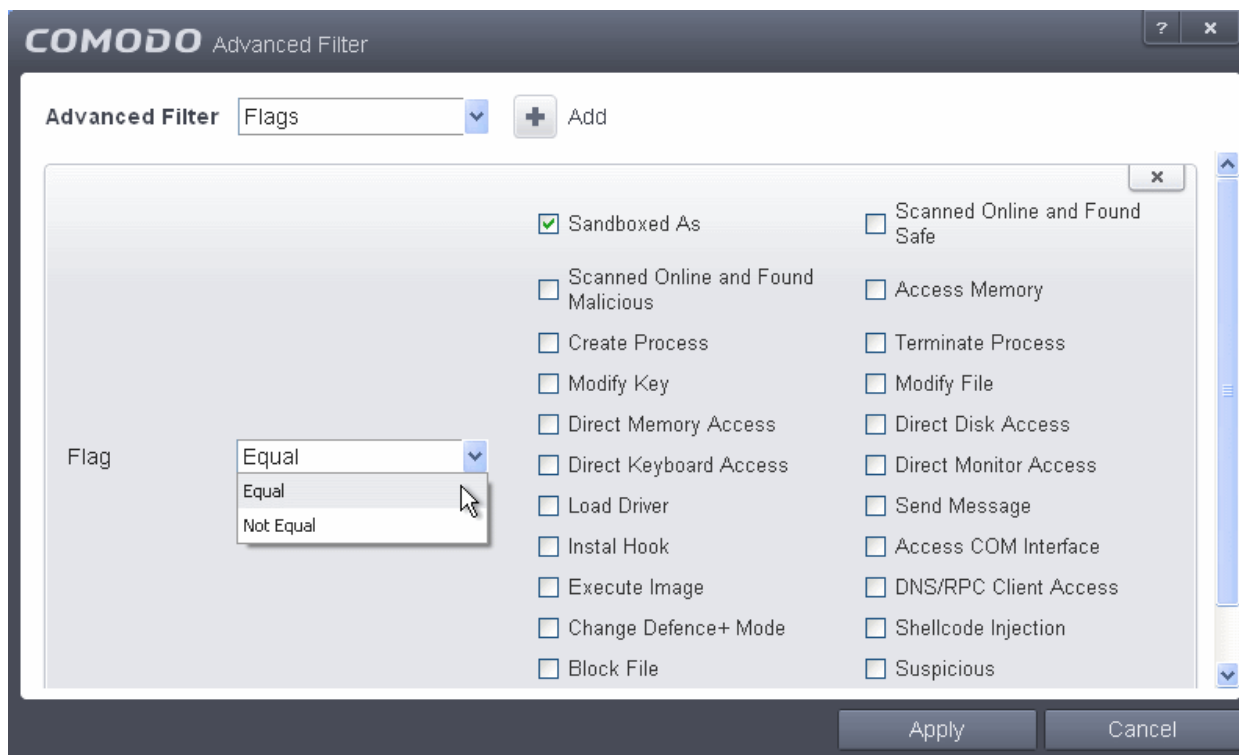 COMODO Advanced Filter
? x
Advanced Filter Flags + Add
x
Sandboxed As
Scanned Online and Found
Safe
Scanned Online and Found
Malicious
Access Memory
Create Process
Terminate Process
Modify Key
Modify File
Direct Memory Access
Direct Disk Access
Flag
Equal
Equal
Not Equal
Direct Keyboard Access
Direct Monitor Access
Load Driver
Send Message
Instal Hook
Access COM Interface
Execute Image
DNS/RPC Client Access
Change Defence+ Mode
Shellcode Injection
Block File
Suspicious
Apply
Cancel